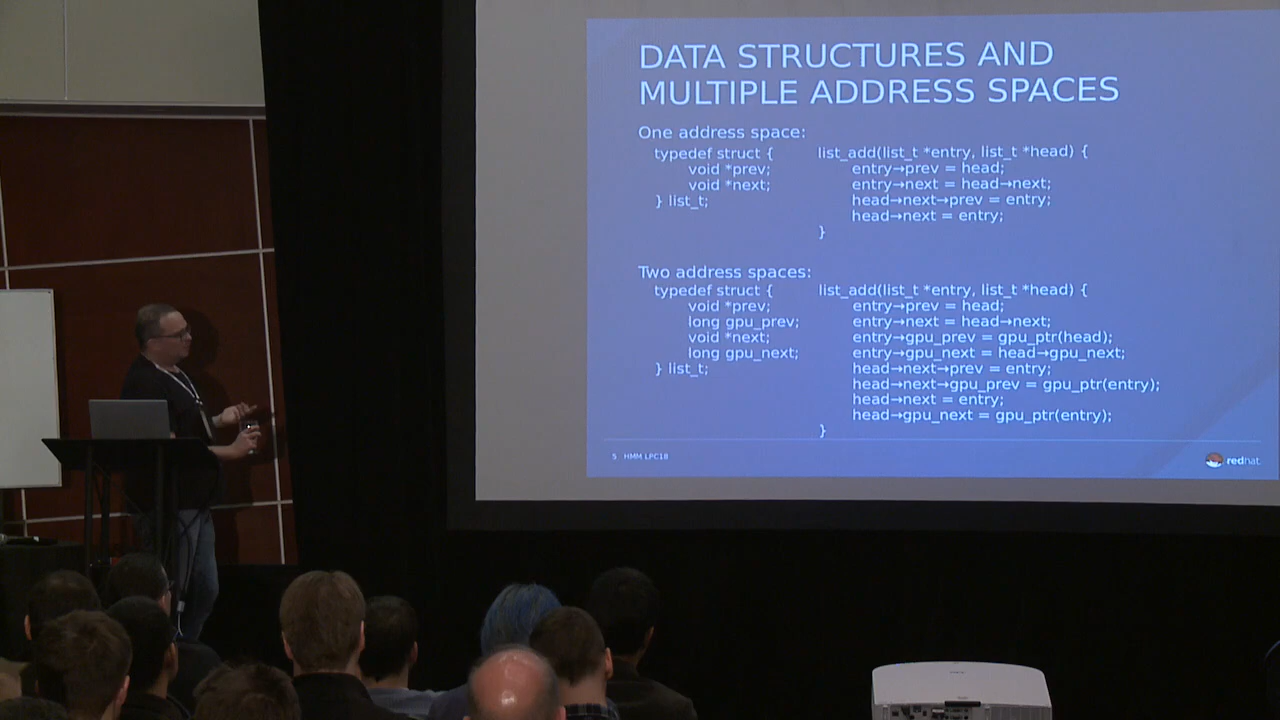 DATA STRUCTURES AND
MULTIPLE ADDRESS SPACES
One address space:
typedef struct {
void *prev;
void *next;
} list_t;
list_add(list_t *entry, list_t *head) {
entry→prev = head;
entry→next = head→next;
head→next→prev = entry;
head→next = entry;
}
Two address spaces:
typedef struct {
void *prev;
long gpu_prev;
void *next;
long gpu_next;
} list_t;
list_add(list_t *entry, list_t *head) {
entry→prev = head;
entry→next = head→next;
entry→gpu_prev = gpu_ptr(head);
entry→gpu_next = head→gpu_next;
head→next→prev = entry;
head→next→gpu_prev = gpu_ptr(entry);
head→next = entry;
head→gpu_next = gpu_ptr(entry);
}
5 HMM LPC18
redhat